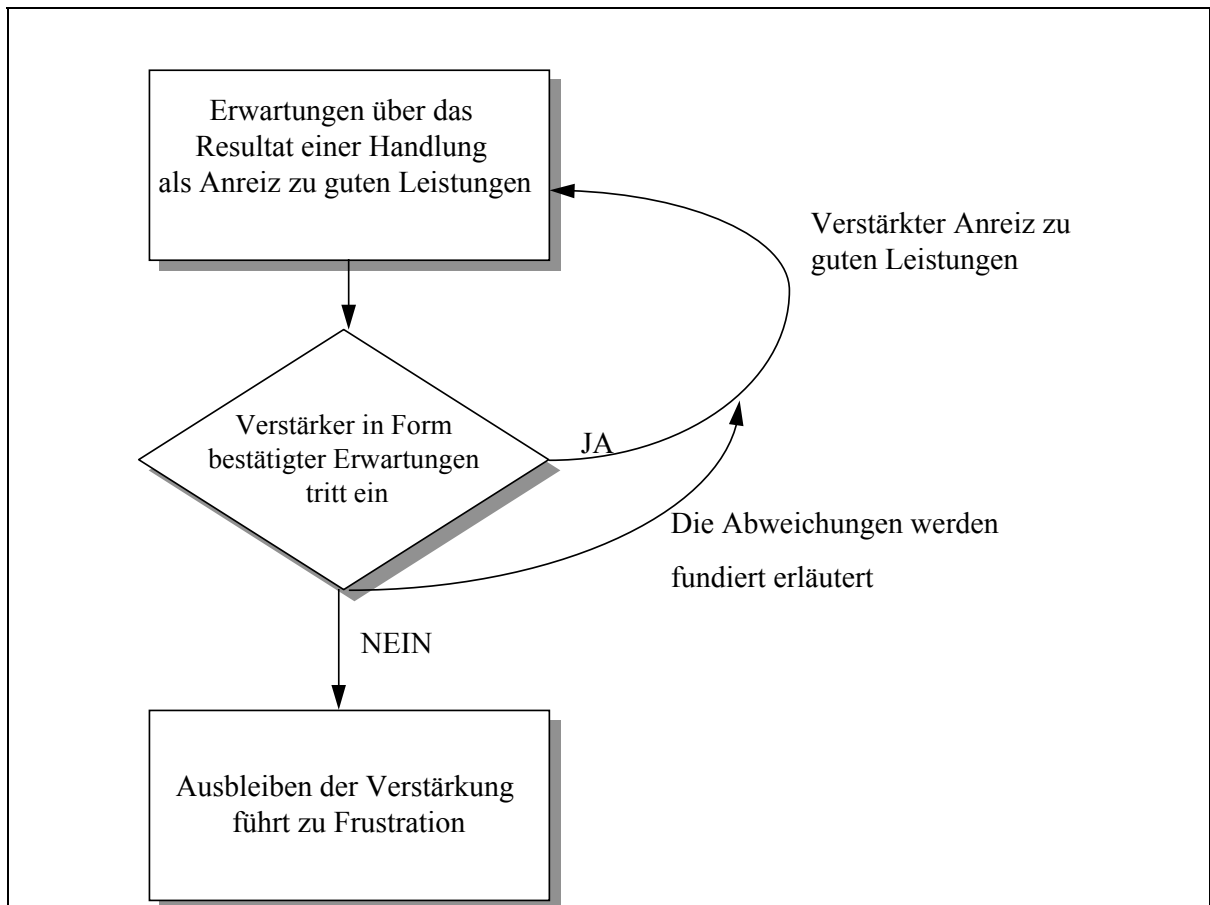 Erwartungen über das
Resultat einer Handlung
als Anreiz zu guten Leistungen
Verstärkter Anreiz zu
guten Leistungen
Verstärker in Form
bestätigter Erwartungen
tritt ein
JA
Die Abweichungen werden
fundiert erläutert
NEIN
Ausbleiben der Verstärkung
führt zu Frustration